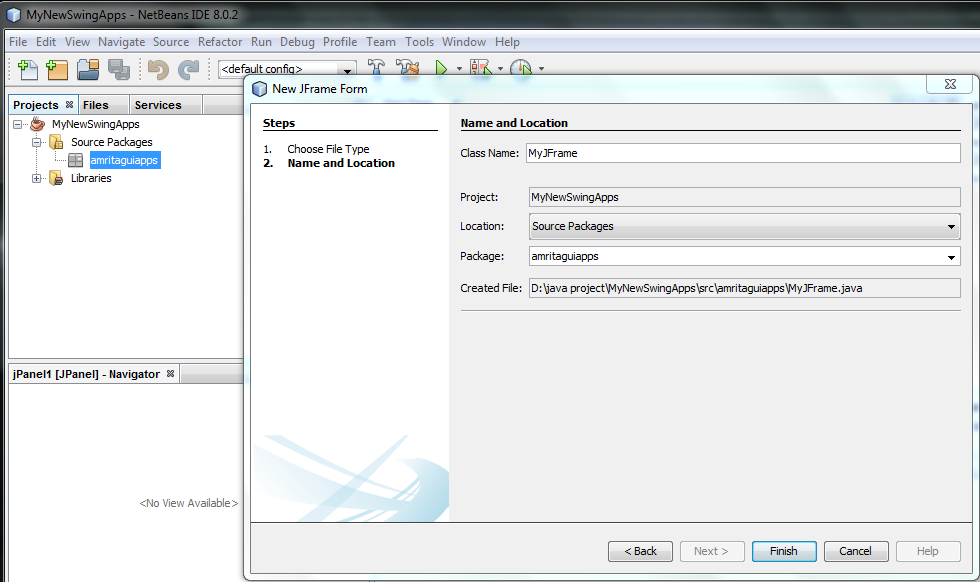 MyNewSwingApps - NetBeans IDE 8.0.2
File Edit View Navigate Source Refactor Run Debug Profile Team Tools Window Help
<default config>
Projects Files Services
MyNewSwingApps
Source Packages
amritaguiapps
Libraries
jPanel1 [JPanel] - Navigator
<No View Available>
New JFrame Form
Steps
1. Choose File Type
2. Name and Location
Name and Location
Class Name: MyJFrame
Project: MyNewSwingApps
Location: Source Packages
Package: amritaguiapps
Created File: D:\java project\MyNewSwingApps\src\amritaguiapps\MyJFrame.java
< Back Next > Finish Cancel Help